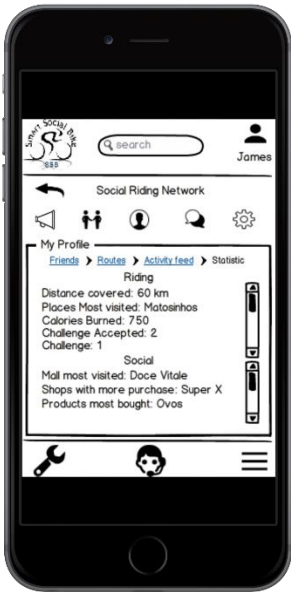 Smart Social Bike
SSB
search
James
Social Riding Network
My Profile
Friends Routes Activity feed Statistic
Riding
Distance covered: 60 km
Places Most visited: Matosinhos
Calories Burned: 750
Challenge Accepted: 2
Challenge: 1
Social
Mall most visited: Doce Vitale
Shops with more purchase: Super X
Products most bought: Ovos